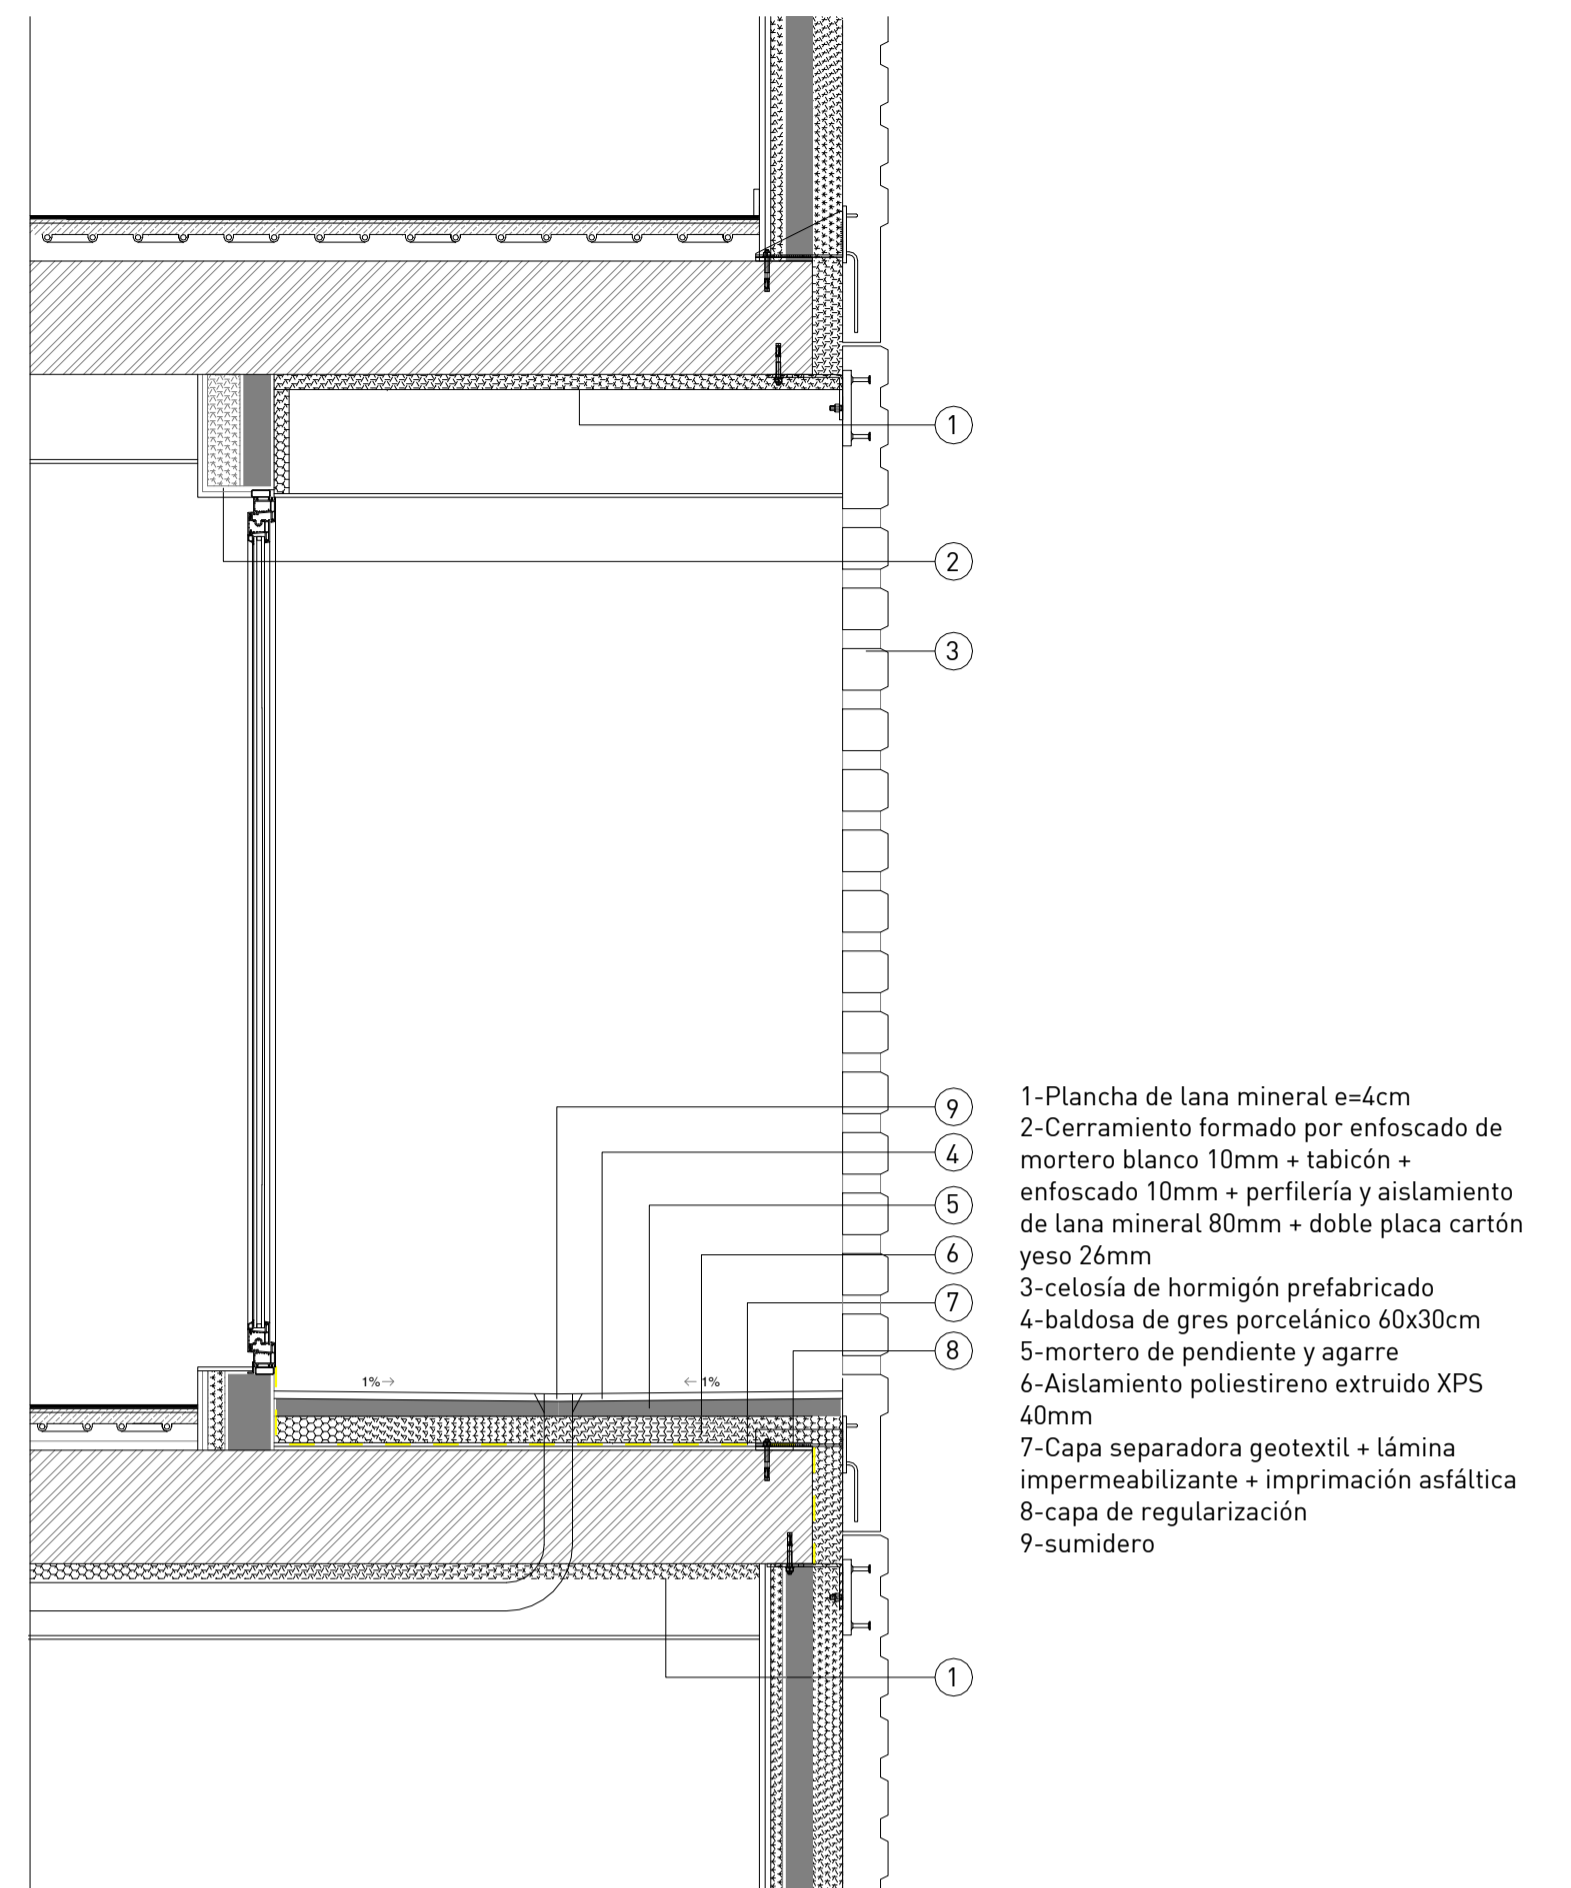 1
2
3
9
4
5
6
7
8
1% → ← 1%
1
1-Plancha de lana mineral e=4cm
2-Cerramiento formado por enfoscado de
mortero blanco 10mm + tabicón +
enfoscado 10mm + perfilería y aislamiento
de lana mineral 80mm + doble placa cartón
yeso 26mm
3-celosía de hormigón prefabricado
4-baldosa de gres porcelánico 60x30cm
5-mortero de pendiente y agarre
6-Aislamiento poliestireno extruido XPS
40mm
7-Capa separadora geotextil + lámina
impermeabilizante + imprimación asfáltica
8-capa de regularización
9-sumidero